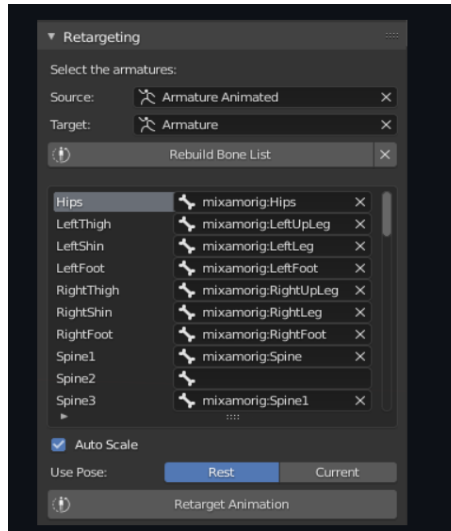 Retargeting
Select the armatures:
Source: Armature Animated
Target: Armature
Rebuild Bone List
Hips mixamorig:Hips
LeftThigh mixamorig:LeftUpLeg
LeftShin mixamorig:LeftLeg
LeftFoot mixamorig:LeftFoot
RightThigh mixamorig:RightUpLeg
RightShin mixamorig:RightLeg
RightFoot mixamorig:RightFoot
Spine1 mixamorig:Spine
Spine2
Spine3 mixamorig:Spine1
Auto Scale
Use Pose: Rest Current
Retarget Animation